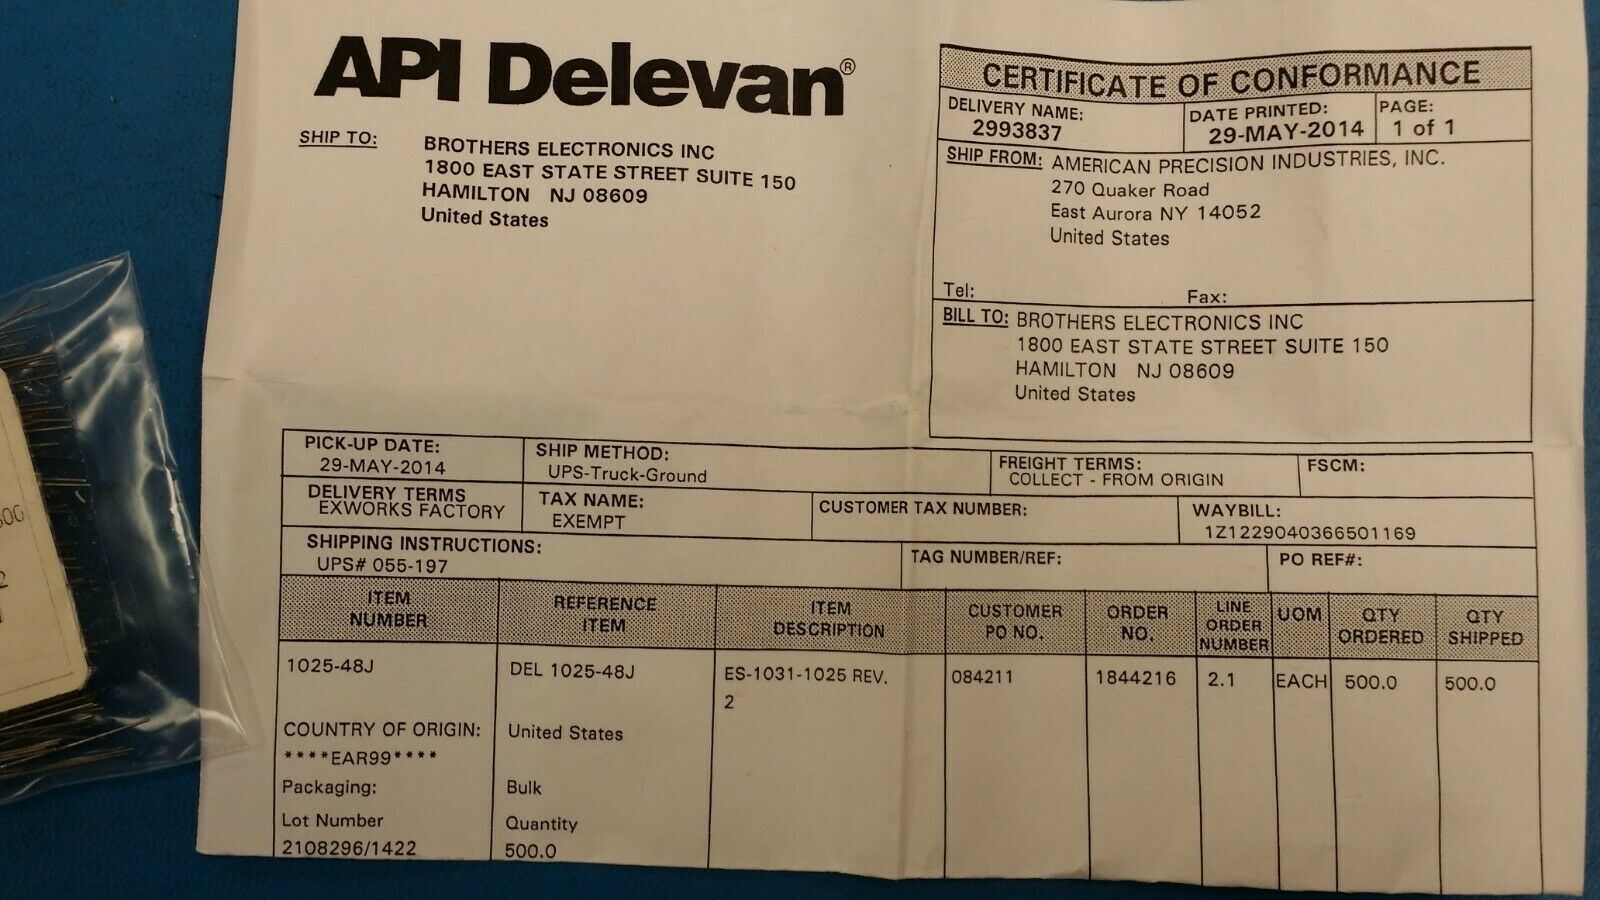 API Delevan®
SHIP TO:
BROTHERS ELECTRONICS INC
1800 EAST STATE STREET SUITE 150
HAMILTON NJ 08609
United States
CERTIFICATE OF CONFORMANCE
DELIVERY NAME:
2993837
DATE PRINTED:
29-MAY-2014
PAGE:
1 of 1
SHIP FROM: AMERICAN PRECISION INDUSTRIES, INC.
270 Quaker Road
East Aurora NY 14052
United States
Tel:
Fax:
BILL TO: BROTHERS ELECTRONICS INC
1800 EAST STATE STREET SUITE 150
HAMILTON NJ 08609
United States
PICK-UP DATE:
29-MAY-2014
SHIP METHOD:
UPS-Truck-Ground
FREIGHT TERMS:
COLLECT - FROM ORIGIN
FSCM:
DELIVERY TERMS
EXWORKS FACTORY
TAX NAME:
EXEMPT
CUSTOMER TAX NUMBER:
WAYBILL:
1Z1229040366501169
SHIPPING INSTRUCTIONS:
UPS# 055-197
TAG NUMBER/REF:
PO REF#:
ITEM
NUMBER
REFERENCE
ITEM
ITEM
DESCRIPTION
CUSTOMER
PO NO.
ORDER
NO.
LINE
ORDER
NUMBER
UOM
QTY
ORDERED
QTY
SHIPPED
1025-48J
DEL 1025-48J
ES-1031-1025 REV.
2
084211
1844216
2.1
EACH
500.0
500.0
COUNTRY OF ORIGIN:
United States
****EAR99****
Packaging:
Bulk
Lot Number
Quantity
2108296/1422
500.0